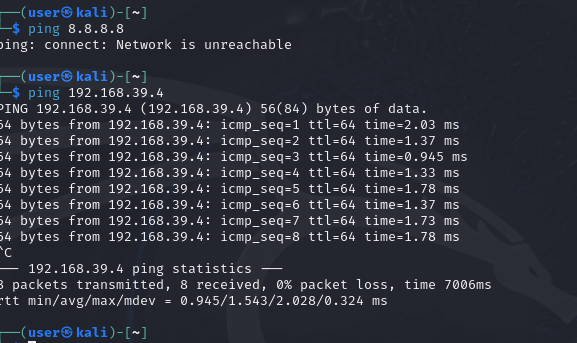 ──(user㉿kali)-[~]
─$ ping 8.8.8.8
ping: connect: Network is unreachable
──(user㉿kali)-[~]
─$ ping 192.168.39.4
PING 192.168.39.4 (192.168.39.4) 56(84) bytes of data.
64 bytes from 192.168.39.4: icmp_seq=1 ttl=64 time=2.03 ms
64 bytes from 192.168.39.4: icmp_seq=2 ttl=64 time=1.37 ms
64 bytes from 192.168.39.4: icmp_seq=3 ttl=64 time=0.945 ms
64 bytes from 192.168.39.4: icmp_seq=4 ttl=64 time=1.33 ms
64 bytes from 192.168.39.4: icmp_seq=5 ttl=64 time=1.78 ms
64 bytes from 192.168.39.4: icmp_seq=6 ttl=64 time=1.37 ms
64 bytes from 192.168.39.4: icmp_seq=7 ttl=64 time=1.73 ms
64 bytes from 192.168.39.4: icmp_seq=8 ttl=64 time=1.78 ms
^C
--- 192.168.39.4 ping statistics ---
8 packets transmitted, 8 received, 0% packet loss, time 7006ms
rtt min/avg/max/mdev = 0.945/1.543/2.028/0.324 ms
──(user㉿kali)-[~]
─$